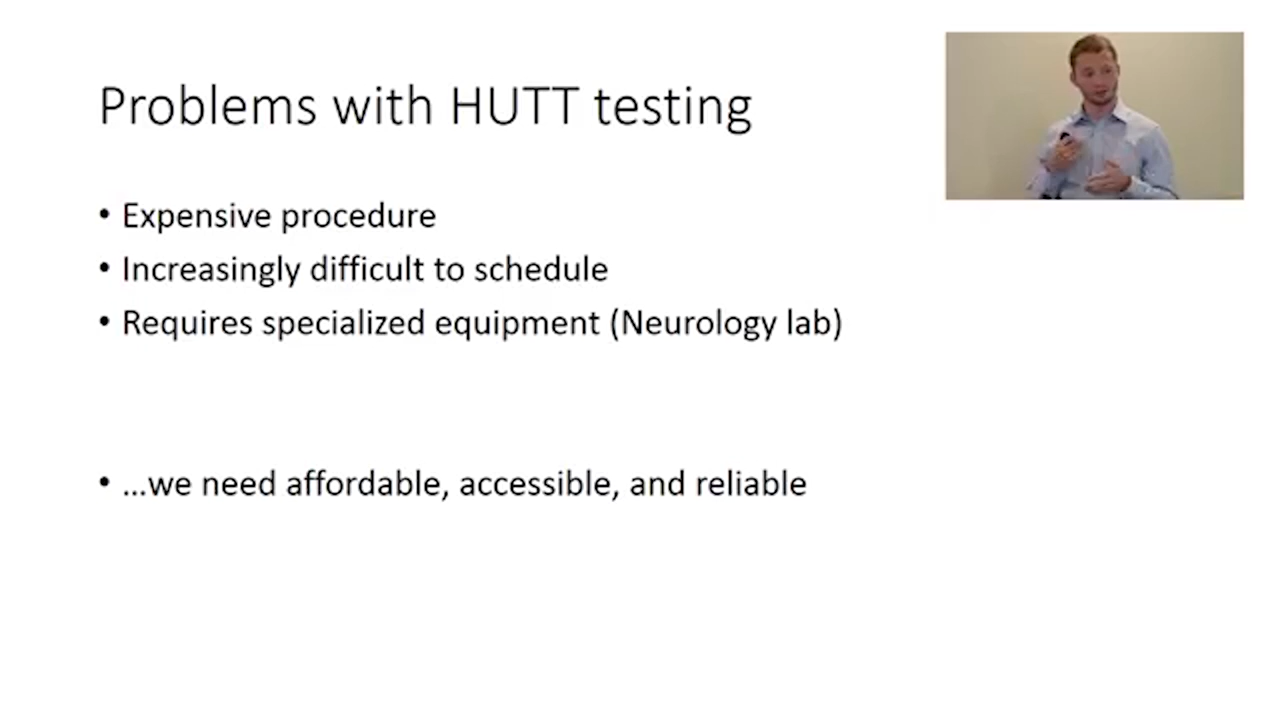 Problems with HUTT testing
• Expensive procedure
• Increasingly difficult to schedule
• Requires specialized equipment (Neurology lab)
• ...we need affordable, accessible, and reliable